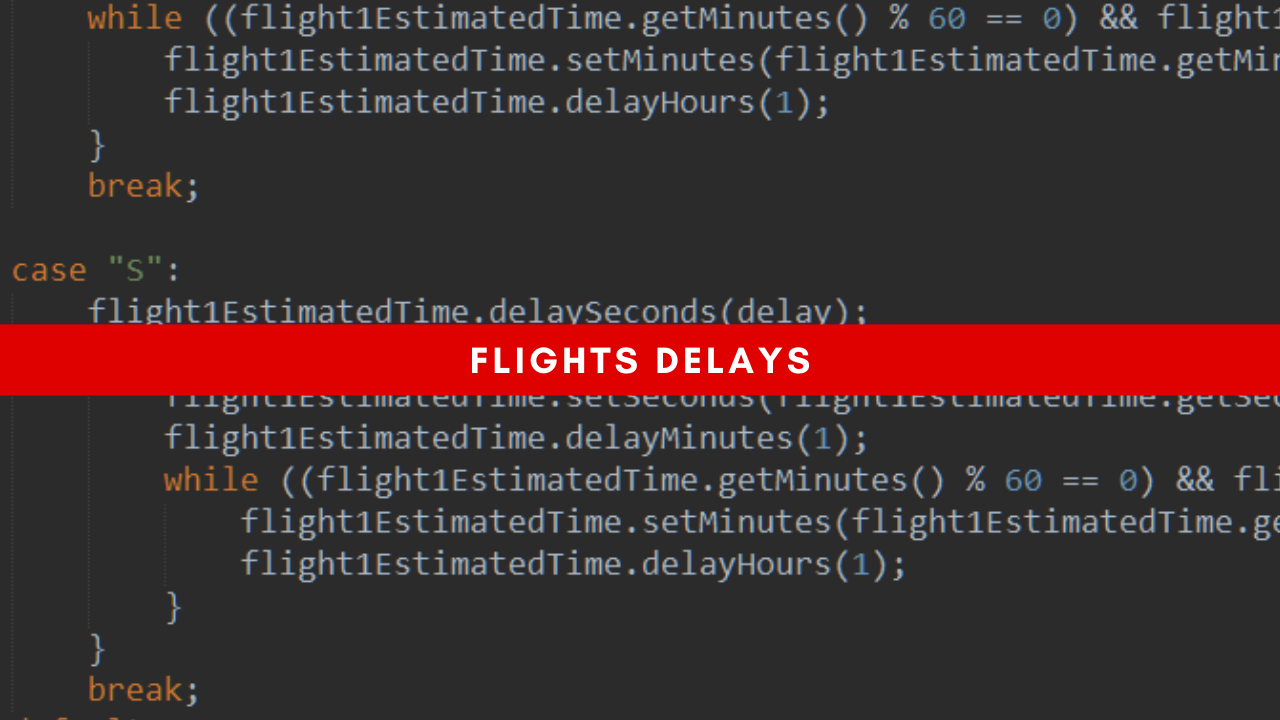 while ((flight1EstimatedTime.getMinutes() % 60 == 0) && flight1
flight1EstimatedTime.setMinutes(flight1EstimatedTime.getMin
flight1EstimatedTime.delayHours(1);
}
break;
case "S":
flight1EstimatedTime.delaySeconds(delay);
FLIGHTS DELAYS
flight1EstimatedTime.setSeconds(flight1EstimatedTime.getSec
flight1EstimatedTime.delayMinutes(1);
while ((flight1EstimatedTime.getMinutes() % 60 == 0) && fli
flight1EstimatedTime.setMinutes(flight1EstimatedTime.ge
flight1EstimatedTime.delayHours(1);
}
}
break;